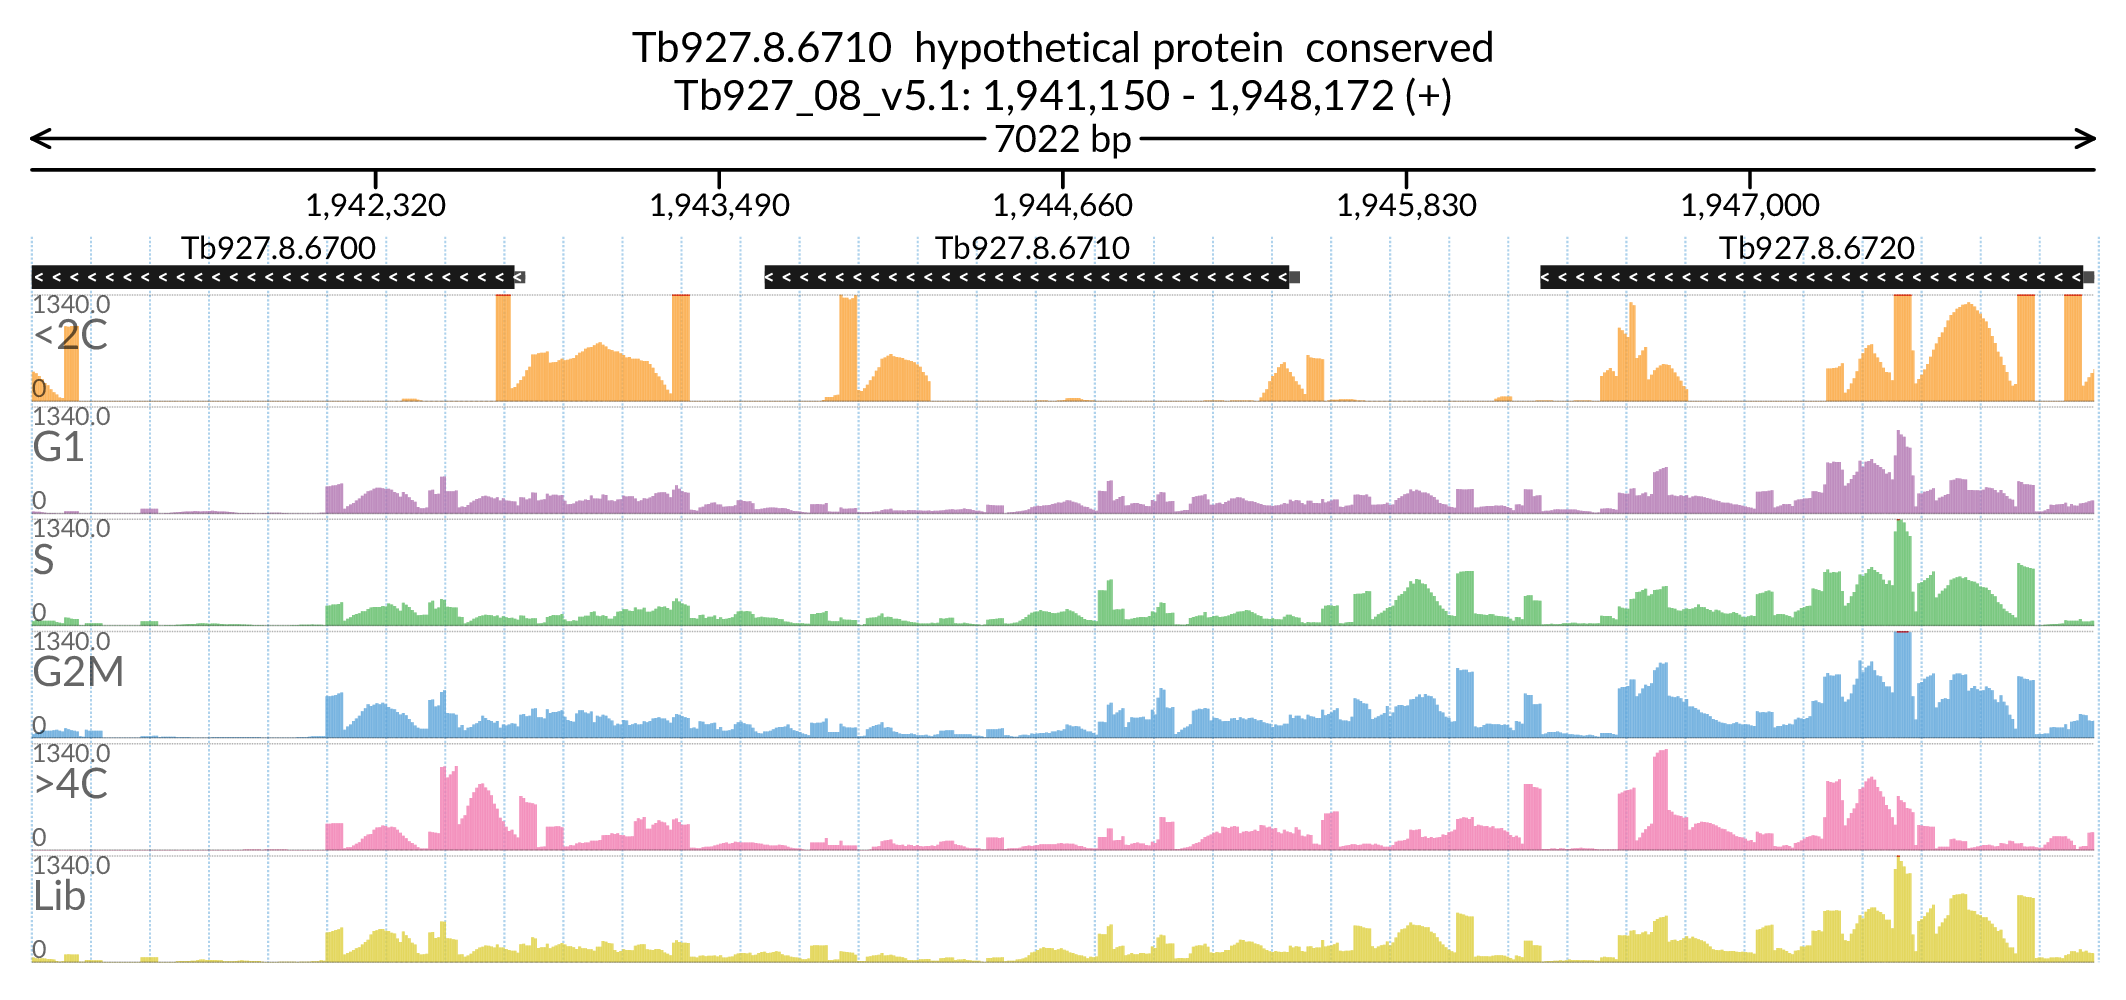 Tb927.8.6710 hypothetical protein conserved
Tb927_08_v5.1: 1,941,150 - 1,948,172 (+)
7022 bp
1,942,320 1,943,490 1,944,660 1,945,830 1,947,000
Tb927.8.6700 Tb927.8.6710 Tb927.8.6720
1340.0
<2C
0
1340.0
G1
0
1340.0
S
0
1340.0
G2M
0
1340.0
>4C
0
1340.0
Lib
0